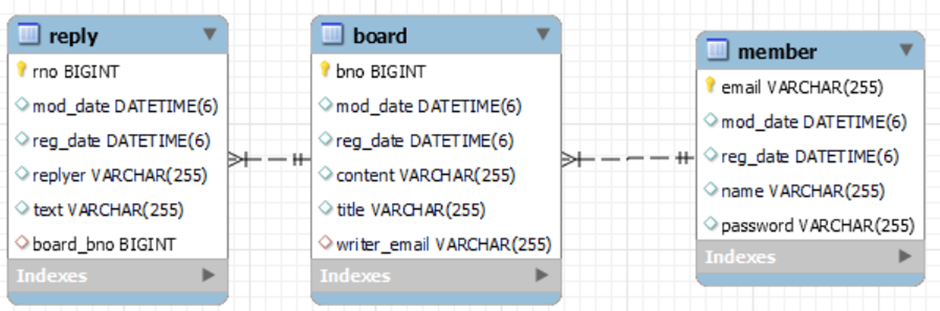 reply
rno BIGINT
mod_date DATETIME(6)
reg_date DATETIME(6)
replyer VARCHAR(255)
text VARCHAR(255)
board_bno BIGINT
Indexes
board
bno BIGINT
mod_date DATETIME(6)
reg_date DATETIME(6)
content VARCHAR(255)
title VARCHAR(255)
writer_email VARCHAR(255)
Indexes
member
email VARCHAR(255)
mod_date DATETIME(6)
reg_date DATETIME(6)
name VARCHAR(255)
password VARCHAR(255)
Indexes